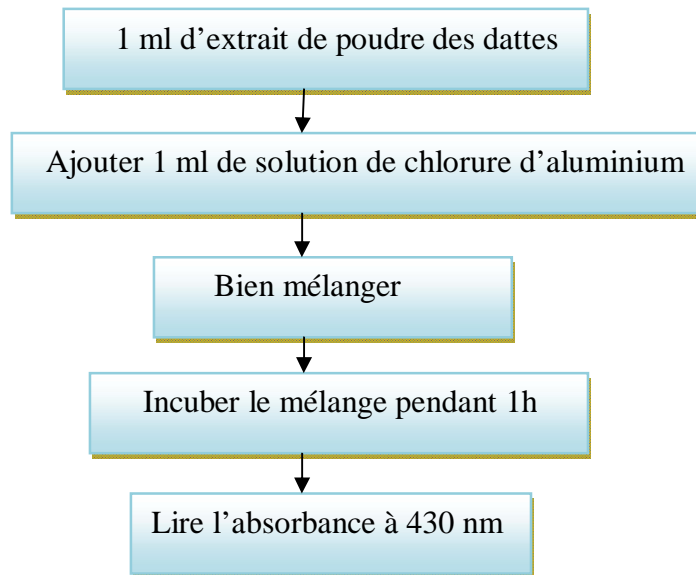 1 ml d’extrait de poudre des dattes
Ajouter 1 ml de solution de chlorure d’aluminium
Bien mélanger
Incuber le mélange pendant 1h
Lire l’absorbance à 430 nm